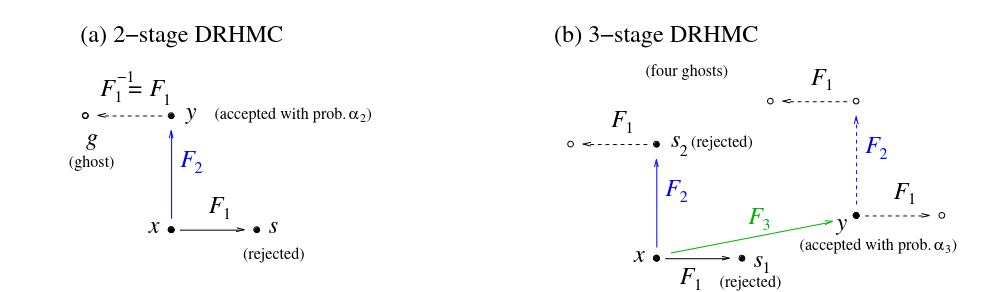 (a) 2−stage DRHMC
F₁⁻¹ = F₁
y (accepted with prob. α₂)
g
(ghost)
F₂
F₁
x
s
(rejected)
(b) 3−stage DRHMC
(four ghosts)
F₁
F₁
s₂ (rejected)
F₂
F₂
F₁
F₃
y
(accepted with prob. α₃)
x
s₁
F₁
(rejected)